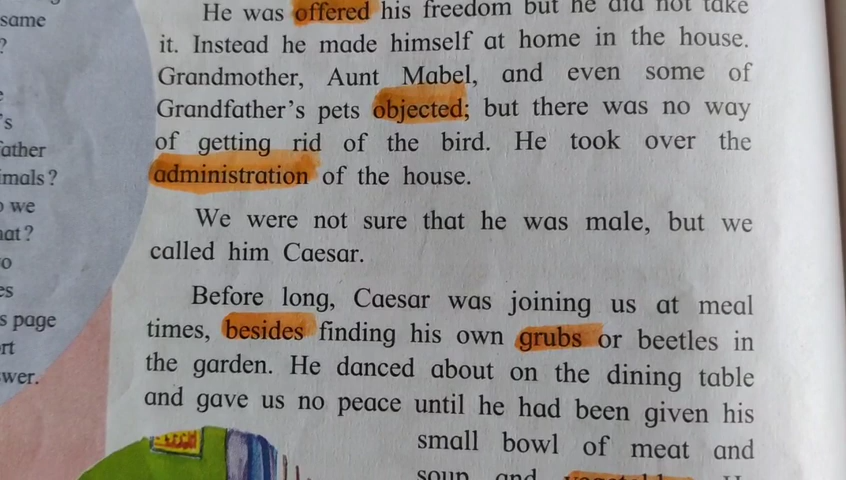 same
?
e
's
ather
imals?
we
at?
o
es
s page
rt
wer.
He was offered his freedom but he did not take
it. Instead he made himself at home in the house.
Grandmother, Aunt Mabel, and even some of
Grandfather's pets objected; but there was no way
of getting rid of the bird. He took over the
administration of the house.
We were not sure that he was male, but we
called him Caesar.
Before long, Caesar was joining us at meal
times, besides finding his own grubs or beetles in
the garden. He danced about on the dining table
and gave us no peace until he had been given his
small bowl of meat and
soup and